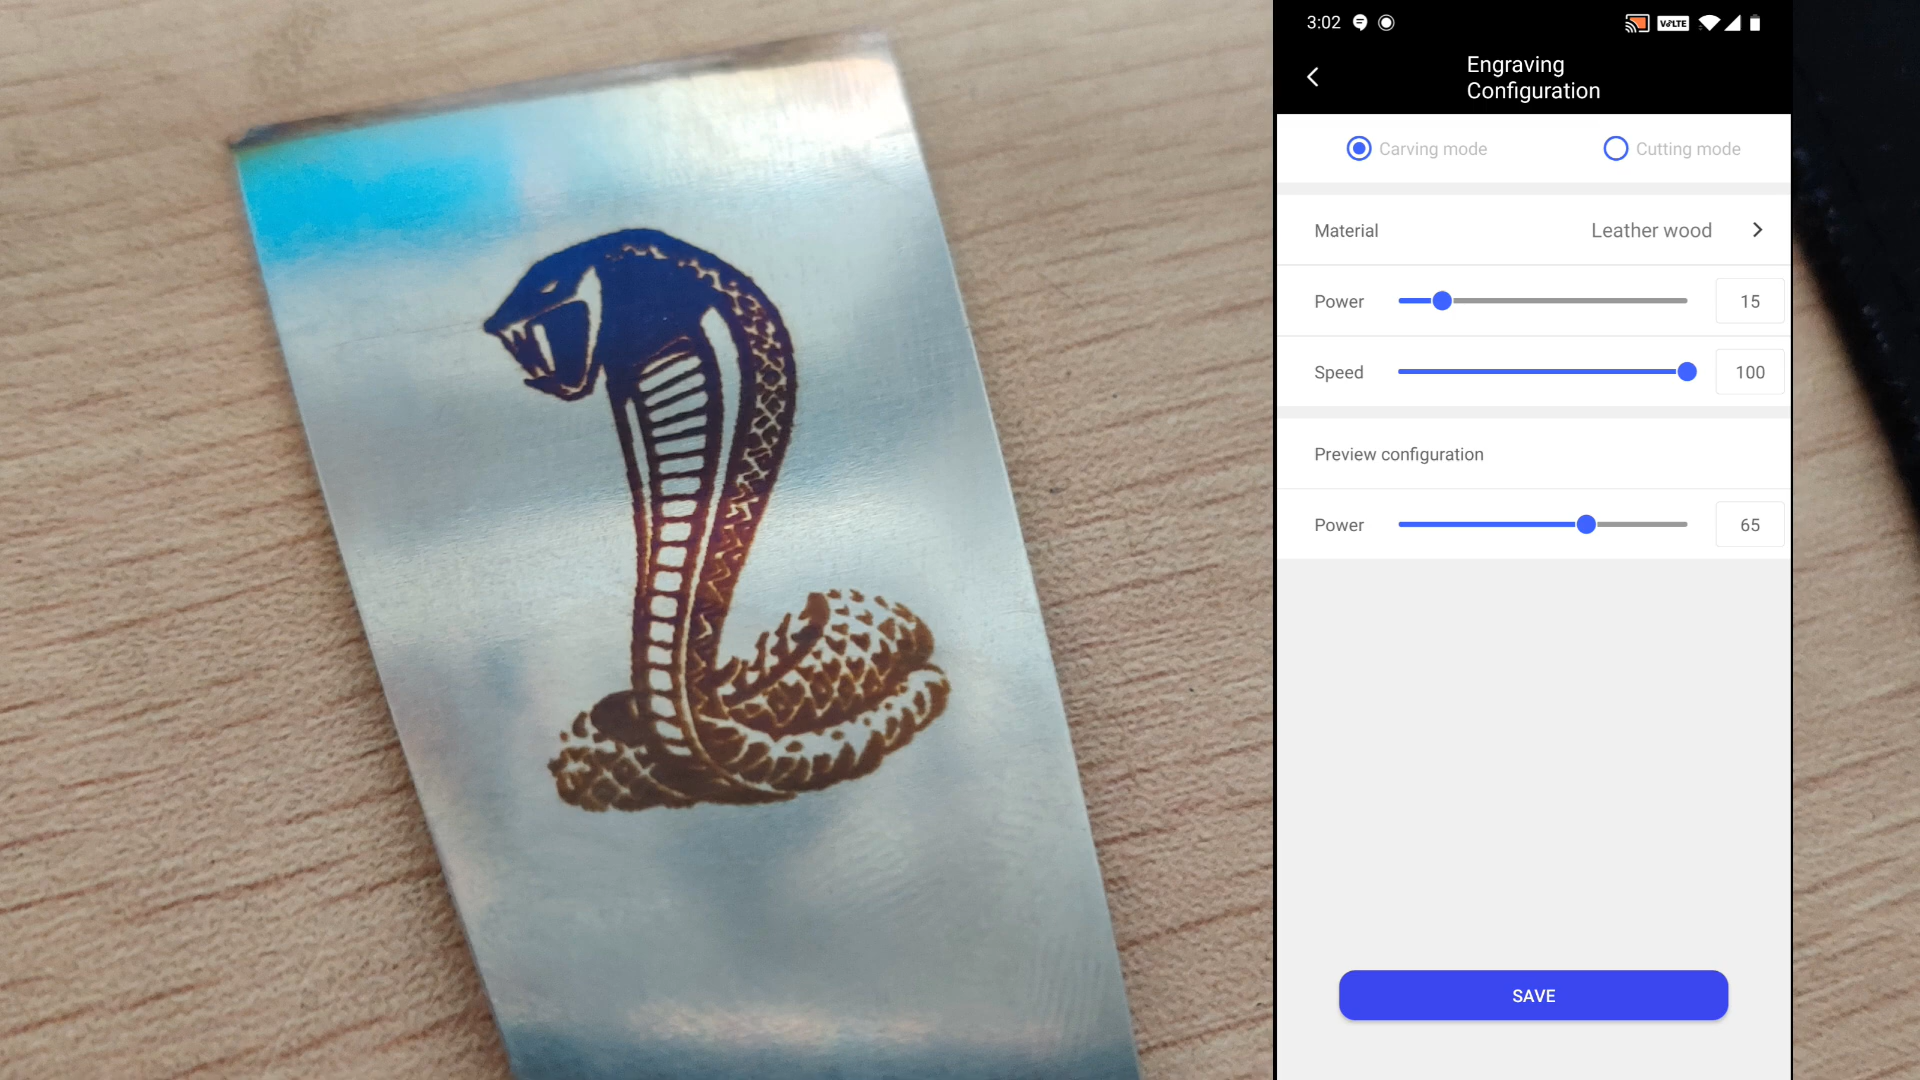 3:02
VoLTE
Engraving
Configuration
Carving mode
Cutting mode
Material
Leather wood
Power
15
Speed
100
Preview configuration
Power
65
SAVE